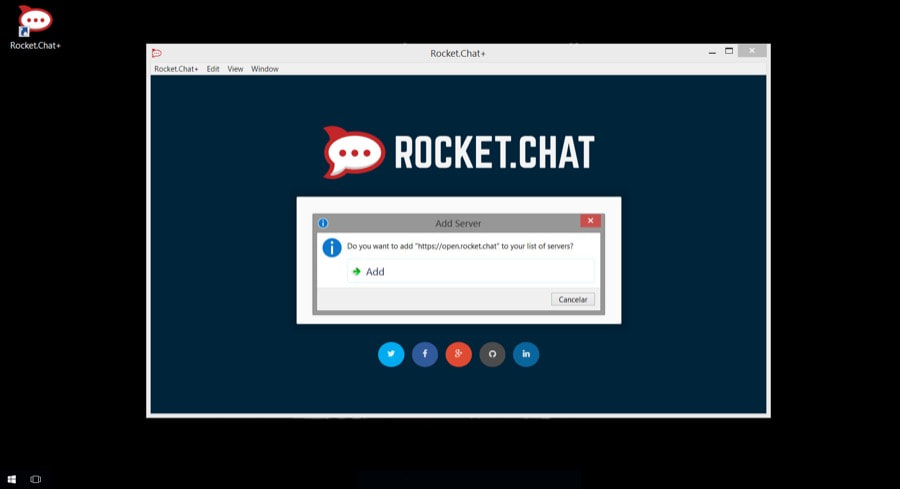 Rocket.Chat+
Rocket.Chat+
Rocket.Chat+ Edit View Window
ROCKET.CHAT
Add Server
Do you want to add "https://open.rocket.chat" to your list of servers?
Add
Cancelar